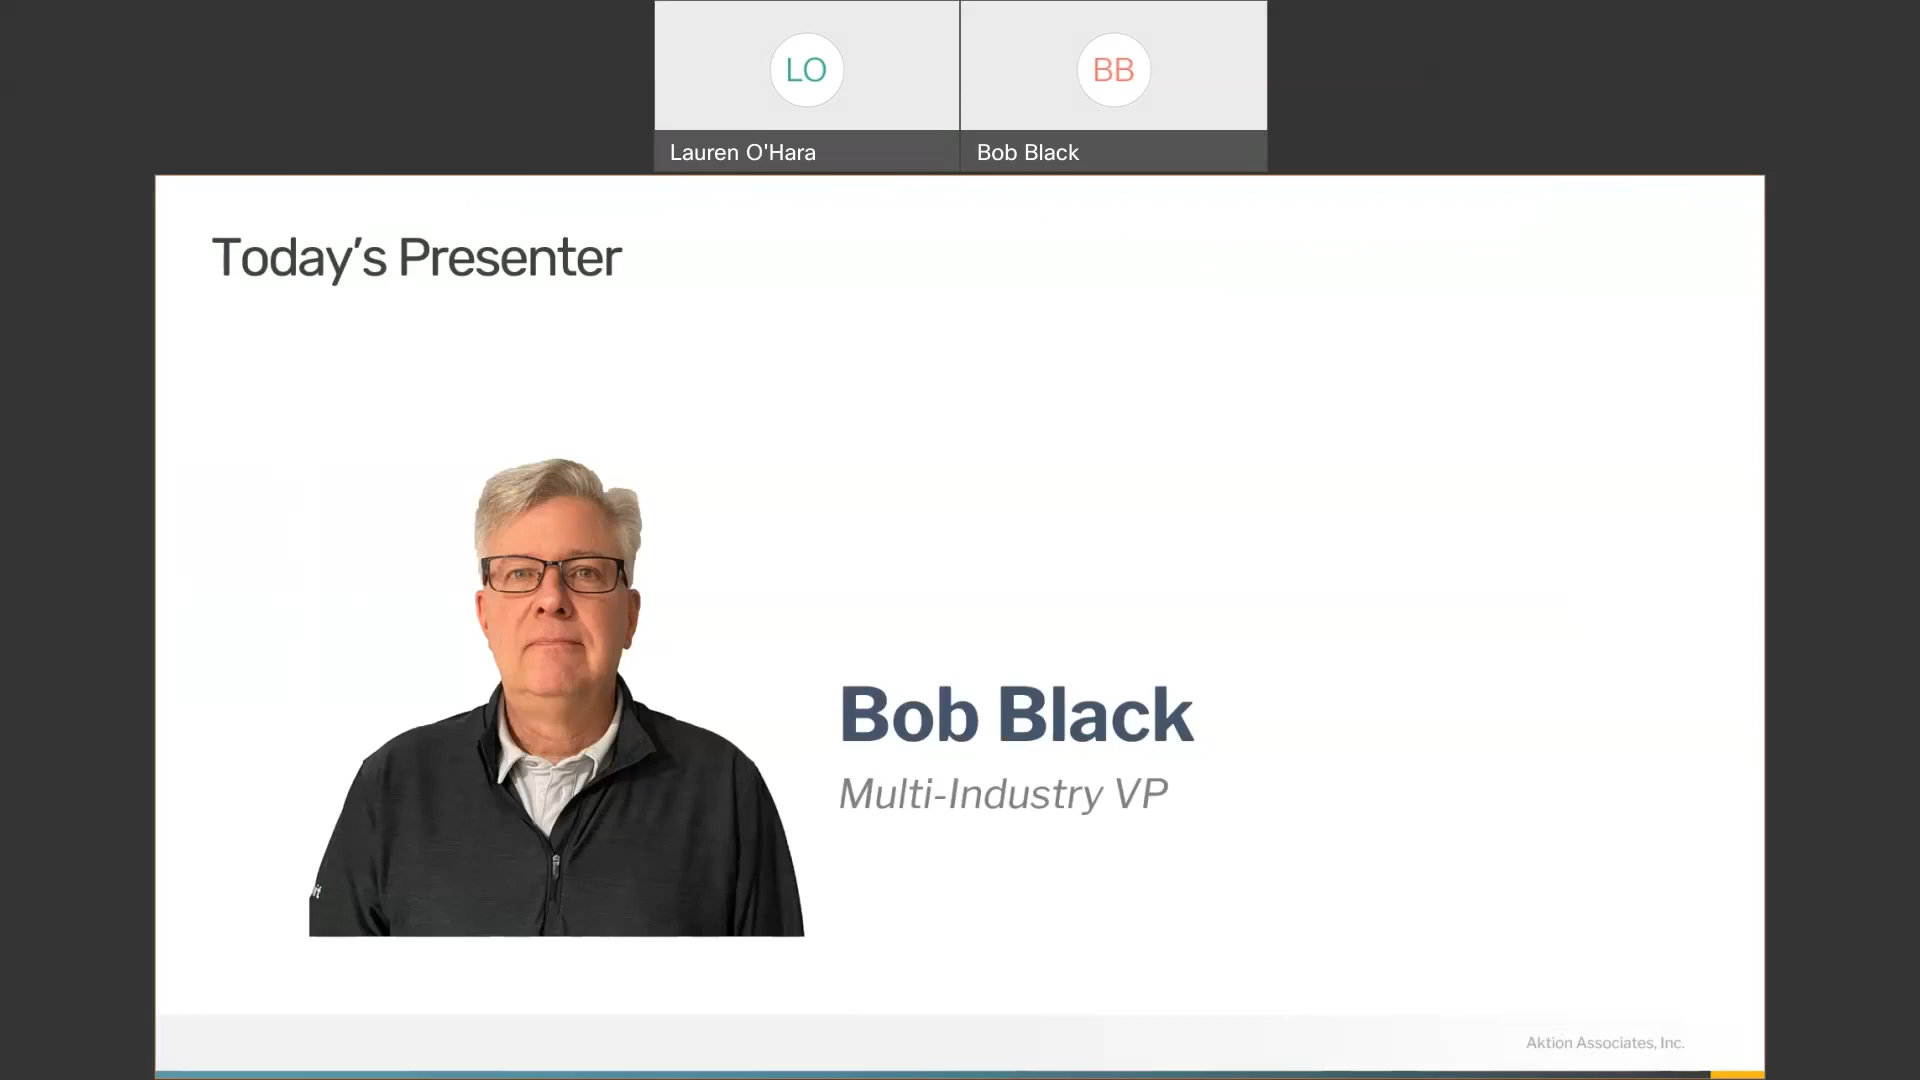 LO
BB
Lauren O'Hara
Bob Black
Today's Presenter
Bob Black
Multi-Industry VP
Aktion Associates, Inc.